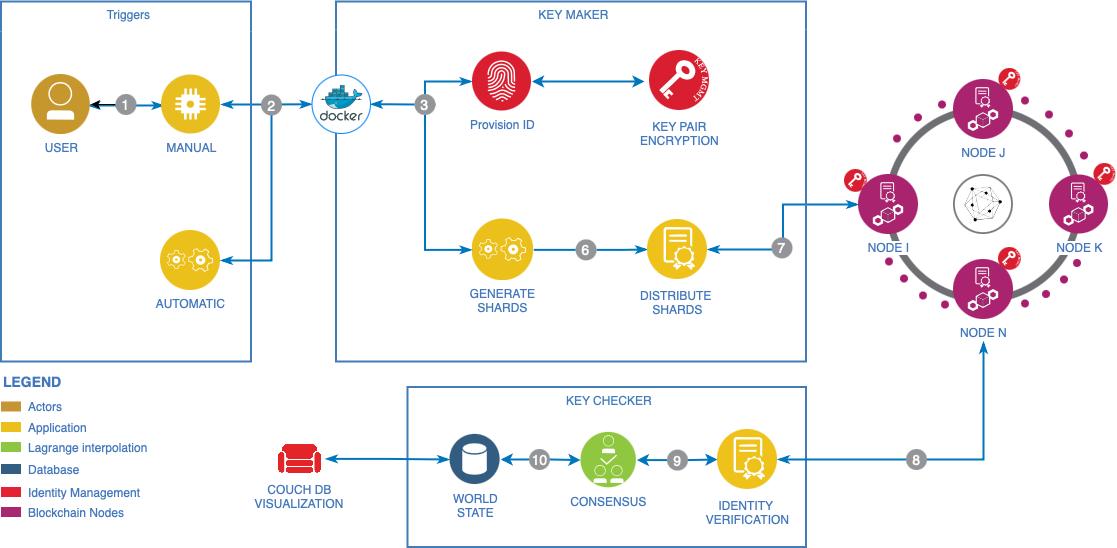 Triggers
KEY MAKER
1
2
3
docker
USER
MANUAL
Provision ID
KEY PAIR
ENCRYPTION
KEY MGMT
AUTOMATIC
GENERATE
SHARDS
6
DISTRIBUTE
SHARDS
7
NODE J
NODE I
NODE K
NODE N
LEGEND
Actors
Application
Lagrange interpolation
Database
Identity Management
Blockchain Nodes
KEY CHECKER
COUCH DB
VISUALIZATION
WORLD
STATE
10
CONSENSUS
9
IDENTITY
VERIFICATION
8